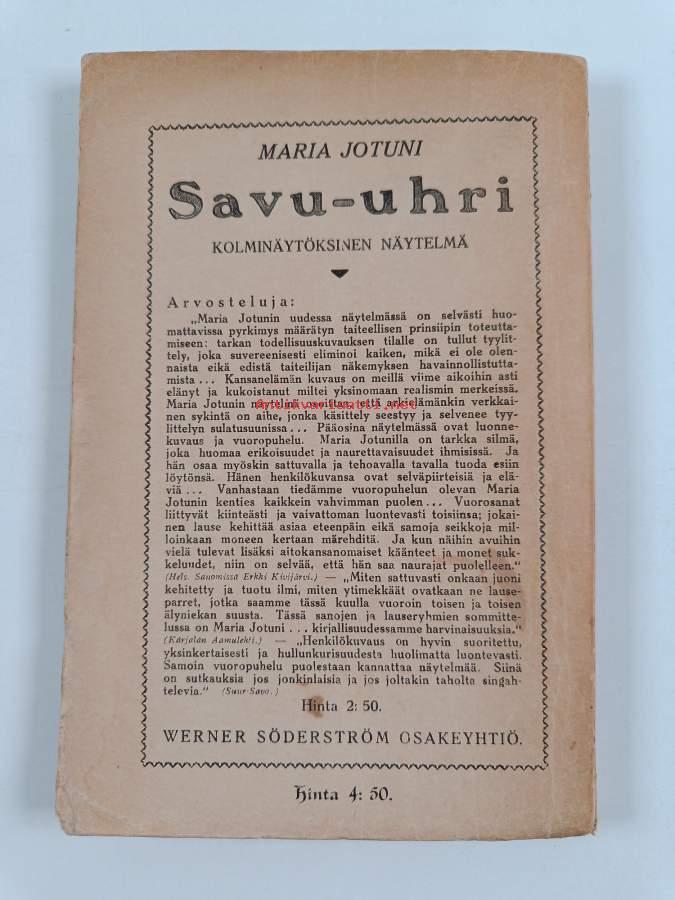 MARIA JOTUNI
Savu-uhri
KOLMINÄYTÖKSINEN NÄYTELMÄ
Arvosteluja:
„Maria Jotunin uudessa näytelmässä on selvästi huo-
mattavissa pyrkimys määrätyn taiteellisen prinsiipin toteutta-
miseen: tarkan todellisuuskuvauksen tilalle on tullut tyylit-
tely, joka suvereenisesti eliminoi kaiken, mikä ei ole olen-
naista eikä edistä taiteilijan näkemyksen havainnollistutta-
mista... Kansanelämän kuvaus on meillä viime aikoihin asti
elänyt ja kukoistanut miltei yksinomaan realismin merkeissä.
Maria Jotunin näytelmä osoittaa, että arkielämänkin verkkai-
antikvariaatti.net
nen sykintä on aihe, jonka käsittely seestyy ja selvenee tyy-
littelyn sulatusuunissa... Pääosina näytelmässä ovat luonne-
kuvaus ja vuoropuhelu. Maria Jotunilla on tarkka silmä,
joka huomaa erikoisuudet ja naurettavaisuudet ihmisissä. Ja
hän osaa myöskin sattuvalla ja tehoavalla tavalla tuoda esiin
löytönsä. Hänen henkilökuvansa ovat selväpiirteisiä ja elä-
viä... Vanhastaan tiedämme vuoropuhelun olevan Maria
Jotunin kenties kaikkein vahvimman puolen... Vuorosanat
liittyvät kiinteästi ja vaivattoman luontevasti toisiinsa; jokai-
nen lause kehittää asiaa eteenpäin eikä samoja seikkoja mil-
loinkaan moneen kertaan märehditä. Ja kun näihin avuihin
vielä tulevat lisäksi aitokansanomaiset käänteet ja monet suk-
keluudet, niin on selvää, että hän saa naurajat puolelleen."
(Hels. Sanomissa Erkki Kivijärvi.) — „Miten sattuvasti onkaan juoni
kehitetty ja tuotu ilmi, miten ytimekkäät ovatkaan ne lause-
parret, jotka saamme tässä kuulla vuoroin toisen ja toisen
älyniekan suusta. Tässä sanojen ja lauseryhmien sommitte-
lussa on Maria Jotuni... kirjallisuudessamme harvinaisuuksia."
(Karjalan Aamulehti.) — „Henkilökuvaus on hyvin suoritettu,
yksinkertaisesti ja hullunkurisuudesta huolimatta luontevasti.
Samoin vuoropuhelu puolestaan kannattaa näytelmää. Siinä
on sutkauksia jos jonkinlaisia ja jos joltakin taholta singah-
televia." (Suur-Savo.)
Hinta 2: 50.
WERNER SÖDERSTRÖM OSAKEYHTIÖ.
Hinta 4: 50.